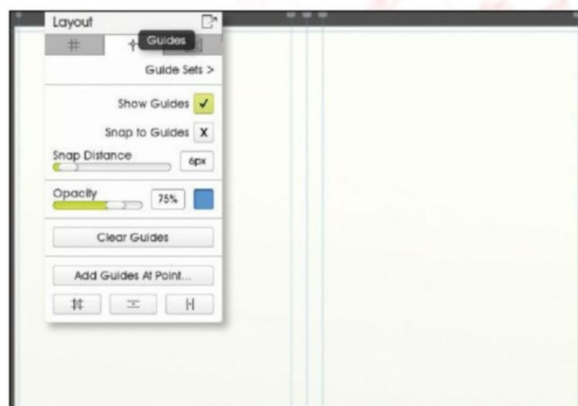 Layout
Guides
Guide Sets >
Show Guides
Snap to Guides X
Snap Distance
6px
Opacity
75%
Clear Guides
Add Guides At Point...